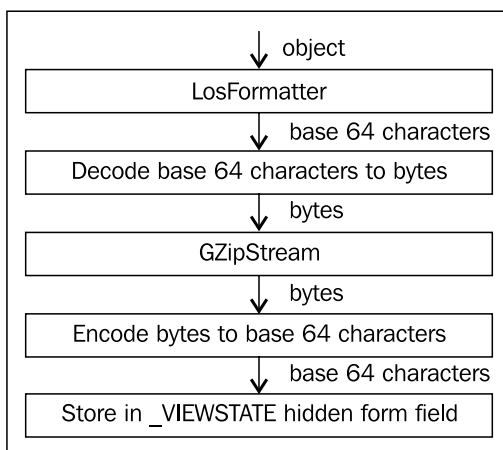 object
LosFormatter
base 64 characters
Decode base 64 characters to bytes
bytes
GZipStream
bytes
Encode bytes to base 64 characters
base 64 characters
Store in _VIEWSTATE hidden form field